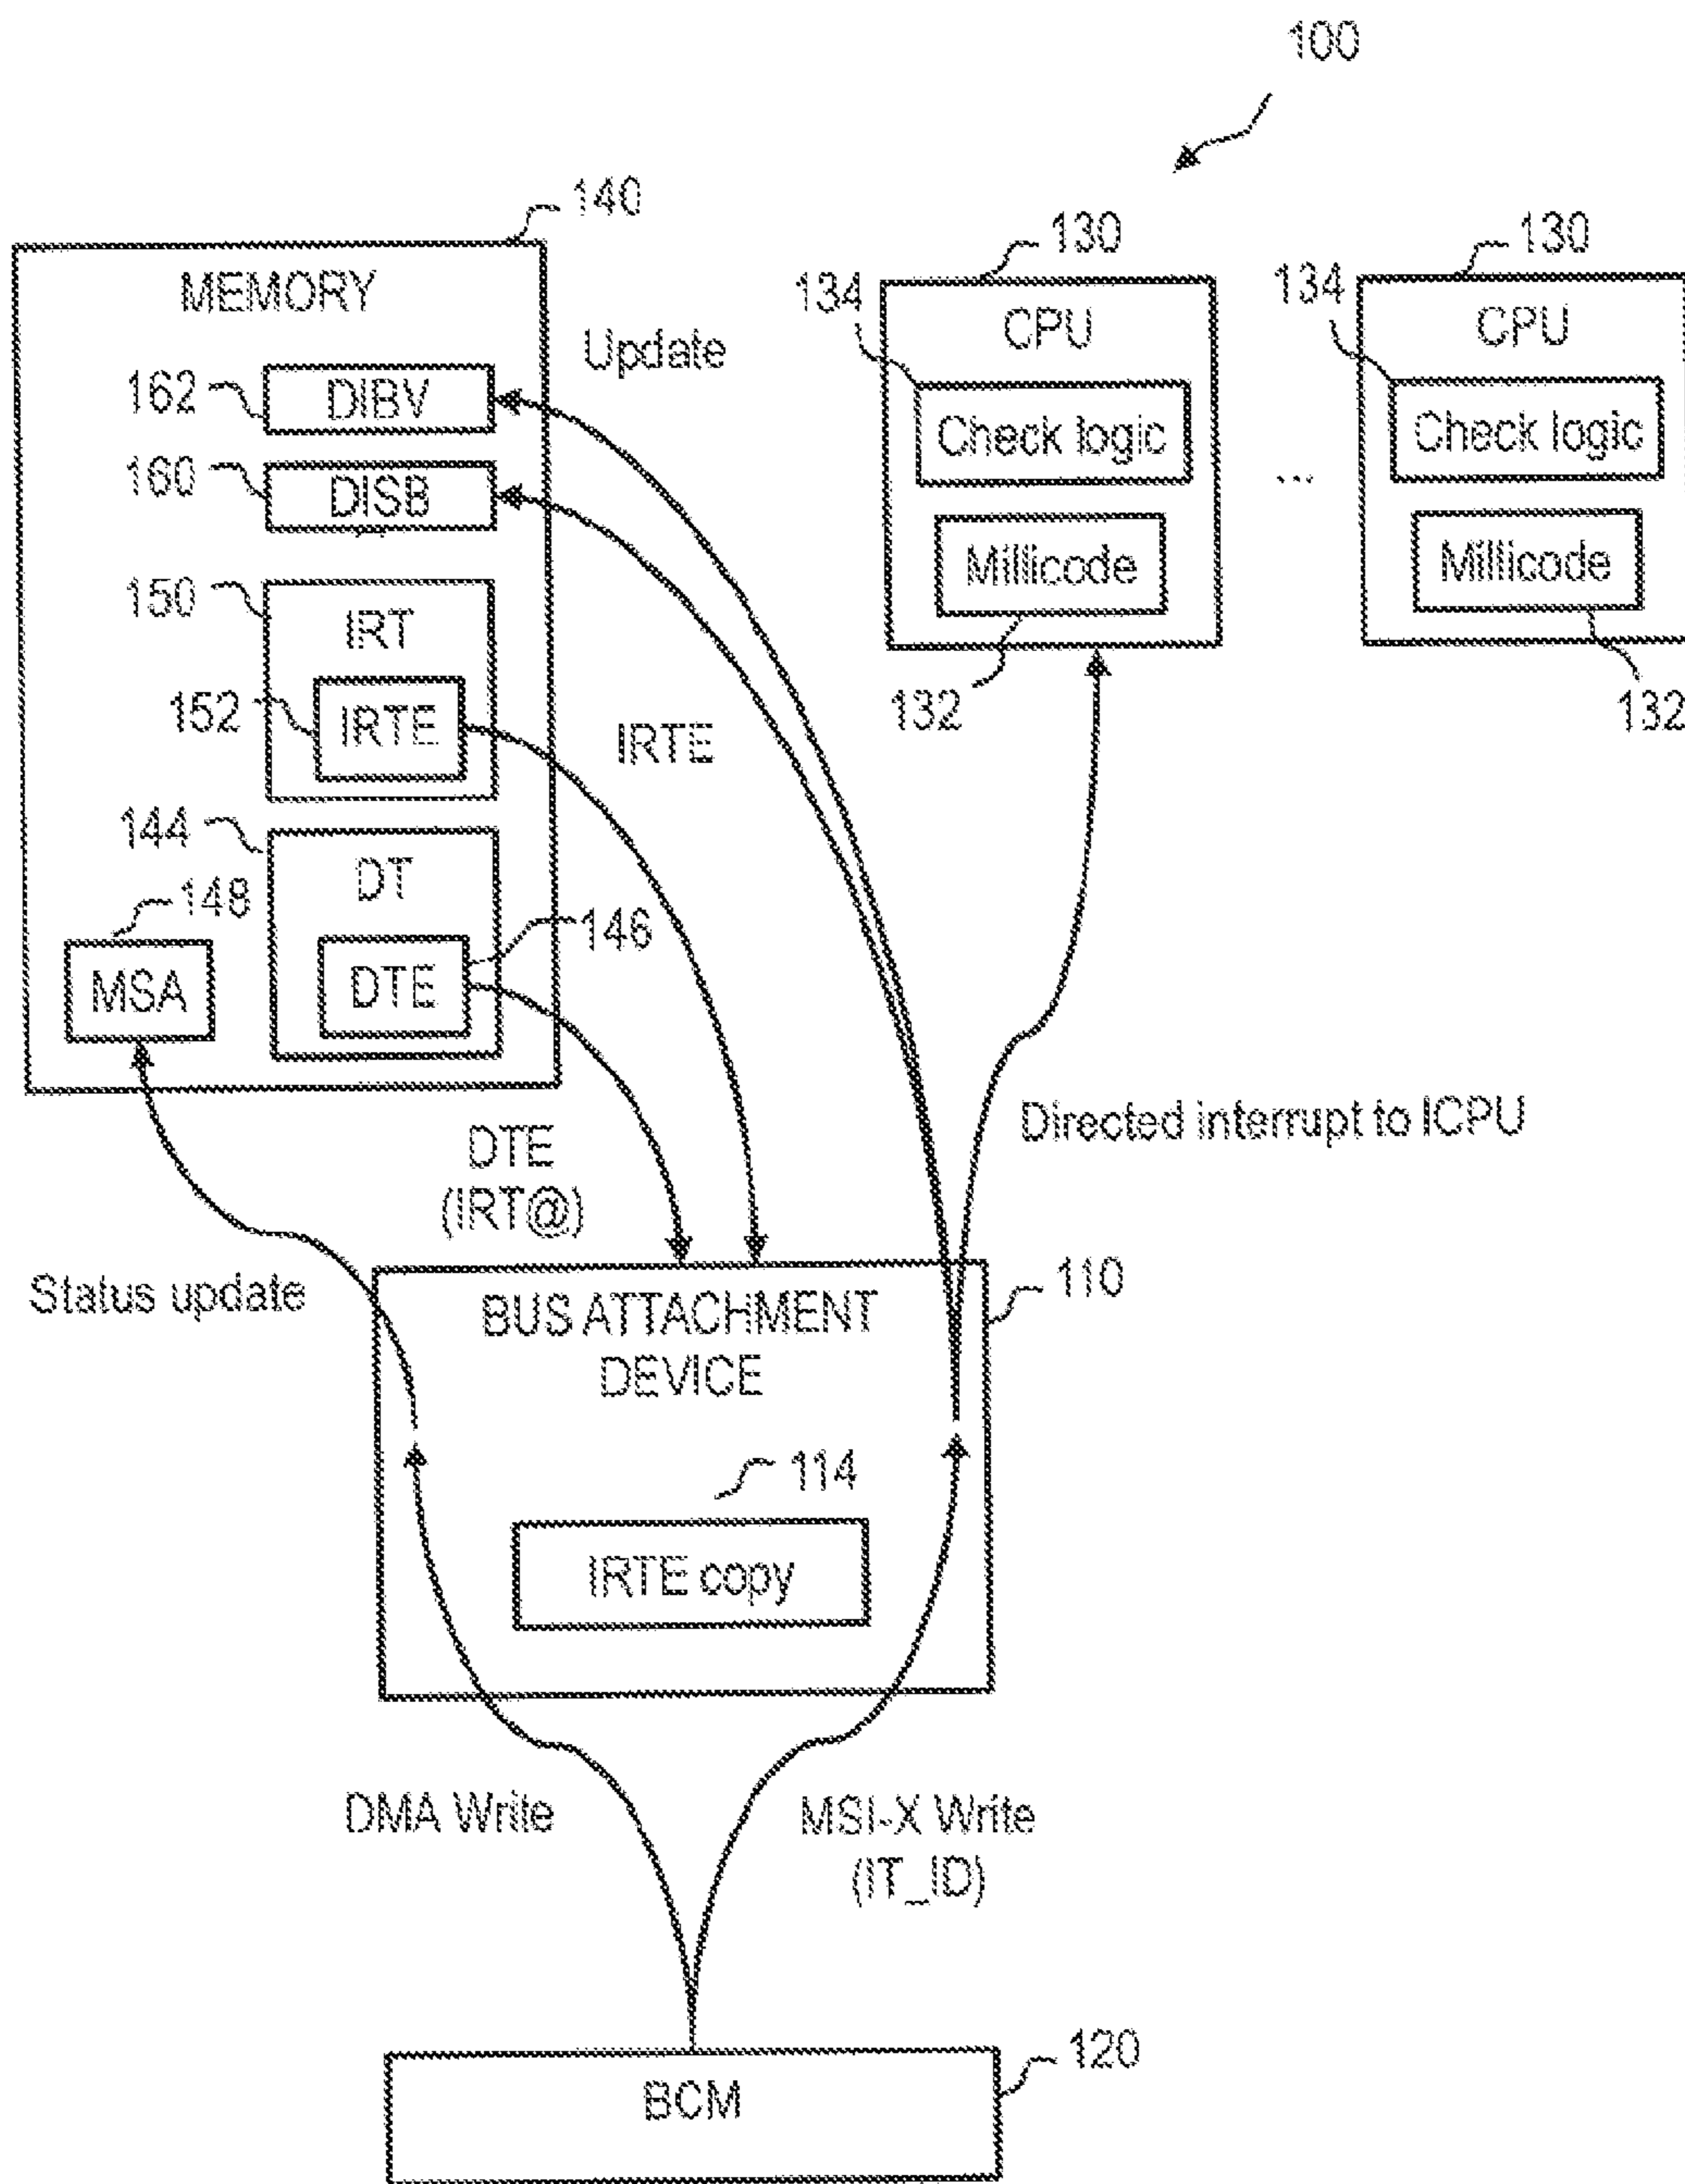 100
140
130
130
MEMORY
134
CPU
134
CPU
Update
162
DIBV
Check logic
Check logic
160
DISB
...
Millicode
Millicode
150
IRT
132
132
152
IRTE
IRTE
144
DT
148
146
MSA
DTE
Directed interrupt to ICPU
DTE
(IRT@)
Status update
110
BUS ATTACHMENT
DEVICE
114
IRTE copy
DMA Write
MSI-X Write
(IT_ID)
120
BCM